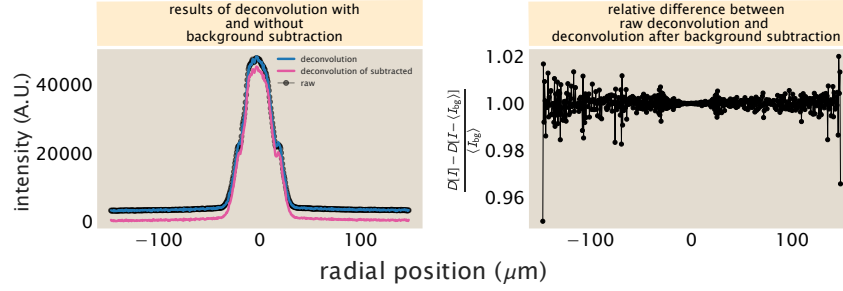 results of deconvolution with
and without
background subtraction
relative difference between
raw deconvolution and
deconvolution after background subtraction
intensity (A.U.)
40000
20000
0
deconvolution
deconvolution of subtracted
raw
−100
0
100
D[I] − D[I − ⟨I_bg⟩]
⟨I_bg⟩
1.02
1.00
0.98
0.96
−100
0
100
radial position (μm)